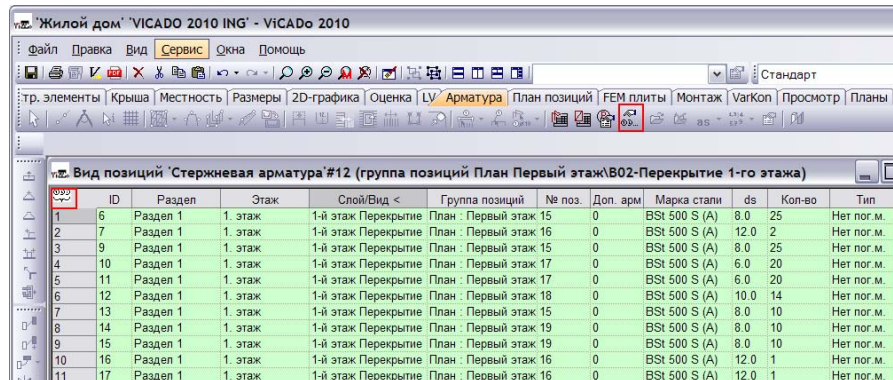 'Жилой дом' 'VICADO 2010 ING' - ViCADo 2010
Файл Правка Вид Сервис Окна Помощь
Стандарт
тр. элементы Крыша Местность Размеры 2D-графика Оценка LV Арматура План позиций FEM плиты Монтаж VarKon Просмотр Планы
as
Вид позиций 'Стержневая арматура'#12 (группа позиций План Первый этаж\B02-Перекрытие 1-го этажа)
ID Раздел Этаж Слой/Вид < Группа позиций № поз. Доп. арм Марка стали ds Кол-во Тип
1 6 Раздел 1 1. этаж 1-й этаж Перекрытие План : Первый этаж 15 0 BSt 500 S (A) 8.0 25 Нет пог.м.
2 7 Раздел 1 1. этаж 1-й этаж Перекрытие План : Первый этаж 16 0 BSt 500 S (A) 12.0 2 Нет пог.м.
3 9 Раздел 1 1. этаж 1-й этаж Перекрытие План : Первый этаж 15 0 BSt 500 S (A) 8.0 25 Нет пог.м.
4 10 Раздел 1 1. этаж 1-й этаж Перекрытие План : Первый этаж 17 0 BSt 500 S (A) 6.0 20 Нет пог.м.
5 11 Раздел 1 1. этаж 1-й этаж Перекрытие План : Первый этаж 17 0 BSt 500 S (A) 6.0 20 Нет пог.м.
6 12 Раздел 1 1. этаж 1-й этаж Перекрытие План : Первый этаж 18 0 BSt 500 S (A) 10.0 14 Нет пог.м.
7 13 Раздел 1 1. этаж 1-й этаж Перекрытие План : Первый этаж 15 0 BSt 500 S (A) 8.0 10 Нет пог.м.
8 14 Раздел 1 1. этаж 1-й этаж Перекрытие План : Первый этаж 19 0 BSt 500 S (A) 8.0 10 Нет пог.м.
9 15 Раздел 1 1. этаж 1-й этаж Перекрытие План : Первый этаж 19 0 BSt 500 S (A) 8.0 10 Нет пог.м.
10 16 Раздел 1 1. этаж 1-й этаж Перекрытие План : Первый этаж 16 0 BSt 500 S (A) 12.0 1 Нет пог.м.
11 17 Раздел 1 1. этаж 1-й этаж Перекрытие План : Первый этаж 16 0 BSt 500 S (A) 12.0 1 Нет пог.м.